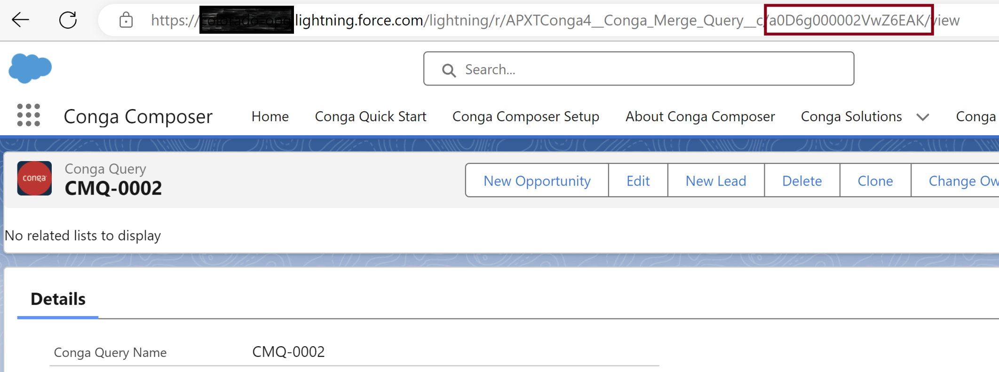 https://lightning.force.com/lightning/r/APXTConga4__Conga_Merge_Query__c/a0D6g000002VwZ6EAK/view
Search...
Conga Composer Home Conga Quick Start Conga Composer Setup About Conga Composer Conga Solutions Conga
conga
Conga Query
CMQ-0002
New Opportunity Edit New Lead Delete Clone Change Ow
No related lists to display
Details
Conga Query Name CMQ-0002